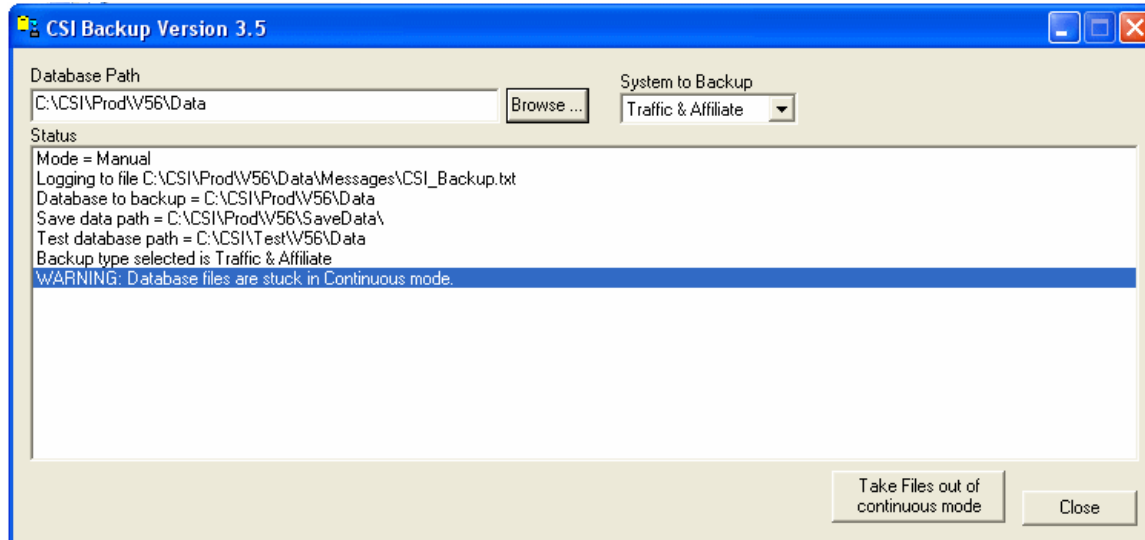 CSI Backup Version 3.5
Database Path
System to Backup
C:\CSI\Prod\V56\Data
Browse ...
Traffic & Affiliate
Status
Mode = Manual
Logging to file C:\CSI\Prod\V56\Data\Messages\CSI_Backup.txt
Database to backup = C:\CSI\Prod\V56\Data
Save data path = C:\CSI\Prod\V56\SaveData\
Test database path = C:\CSI\Test\V56\Data
Backup type selected is Traffic & Affiliate
WARNING: Database files are stuck in Continuous mode.
Take Files out of
continuous mode
Close